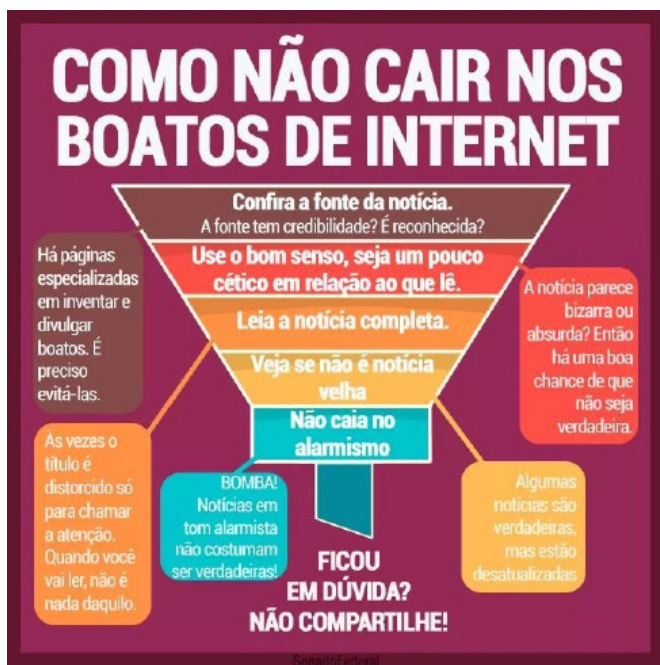 COMO NÃO CAIR NOS
BOATOS DE INTERNET
Confira a fonte da notícia.
A fonte tem credibilidade? É reconhecida?
Há páginas
especializadas
em inventar e
divulgar
boatos. É
preciso
evitá-las.
Use o bom senso, seja um pouco
cético em relação ao que lê.
A notícia parece
bizarra ou
absurda? Então
há uma boa
chance de que
não seja
verdadeira.
Leia a notícia completa.
Às vezes o
título é
distorcido só
para chamar
a atenção.
Quando você
vai ler, não é
nada daquilo.
Veja se não é notícia
velha
Algumas
notícias são
verdadeiras,
mas estão
desatualizadas
Não caia no
alarmismo
BOMBA!
Notícias em
tom alarmista
não costumam
ser verdadeiras!
FICOU
EM DÚVIDA?
NÃO COMPARTILHE!
SenadoFederal